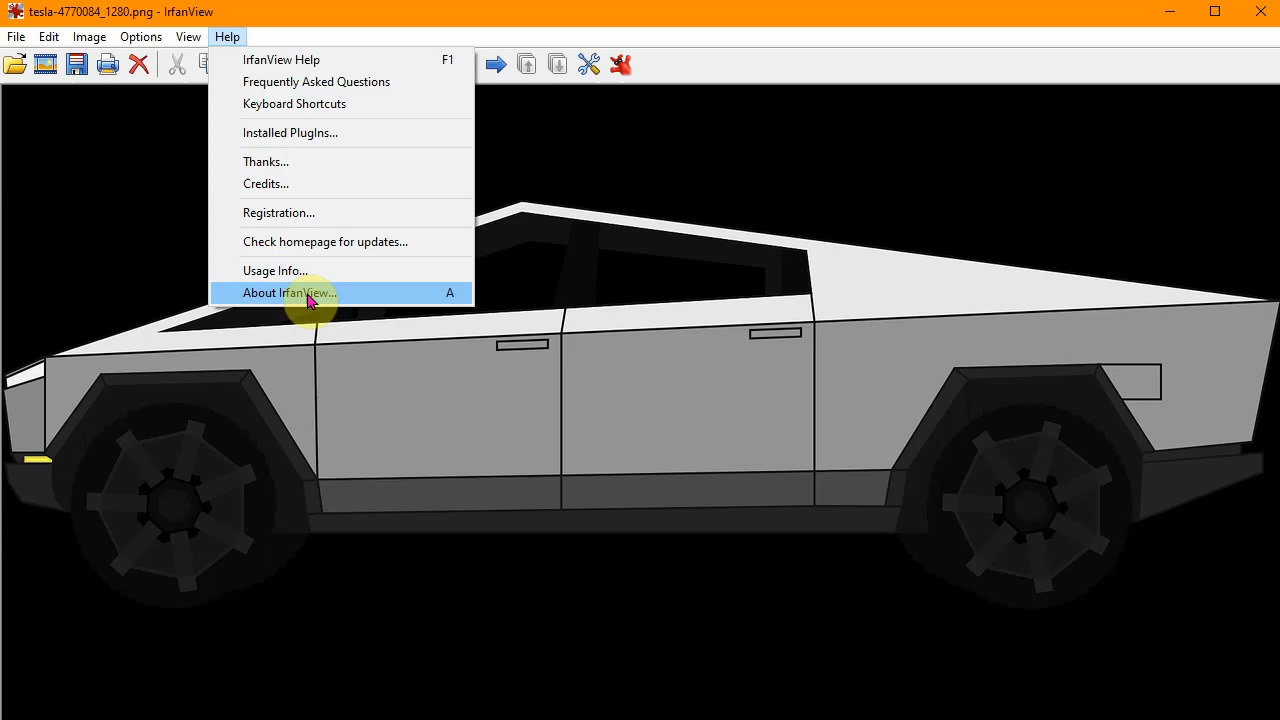 tesla-4770084_1280.png - IrfanView
File Edit Image Options View Help
IrfanView Help F1
Frequently Asked Questions
Keyboard Shortcuts
Installed PlugIns...
Thanks...
Credits...
Registration...
Check homepage for updates...
Usage Info...
About IrfanView... A